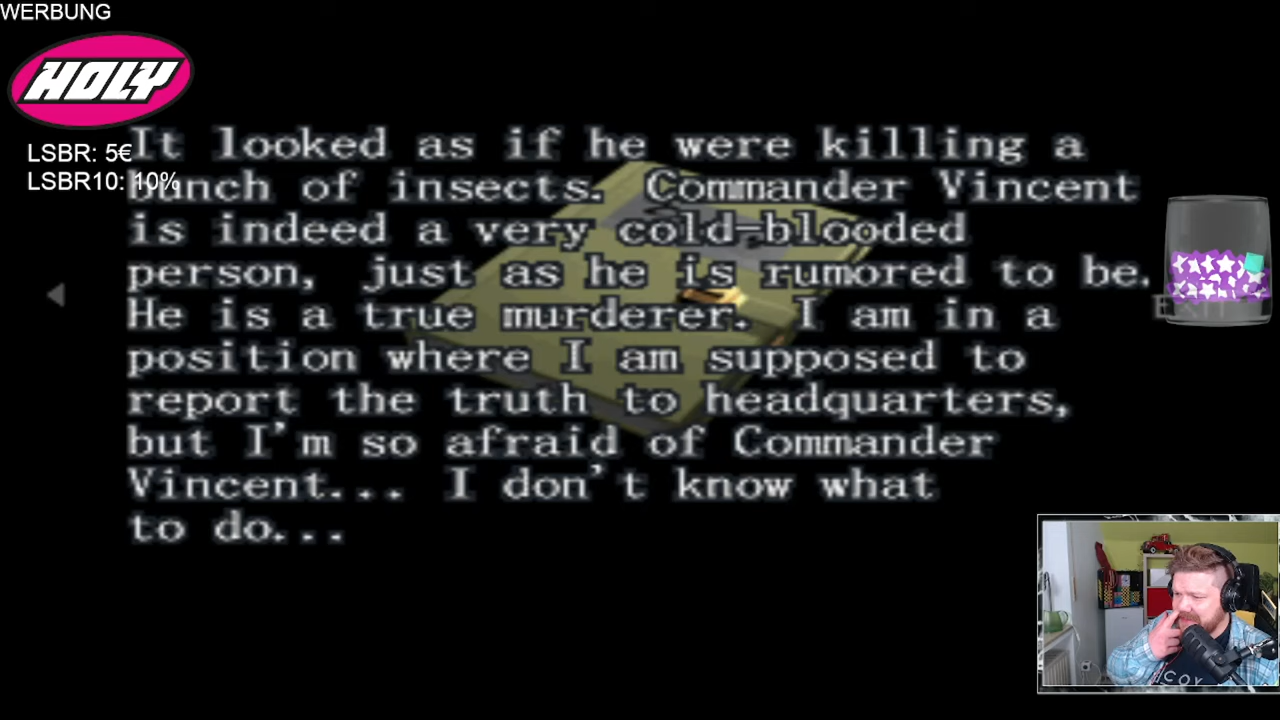 WERBUNG
HOLY
LSBR: 5€
LSBR10: 10%
It looked as if he were killing a
bunch of insects. Commander Vincent
is indeed a very cold-blooded
person, just as he is rumored to be.
He is a true murderer. I am in a
position where I am supposed to
report the truth to headquarters,
but I'm so afraid of Commander
Vincent... I don't know what
to do...
EXIT
COY